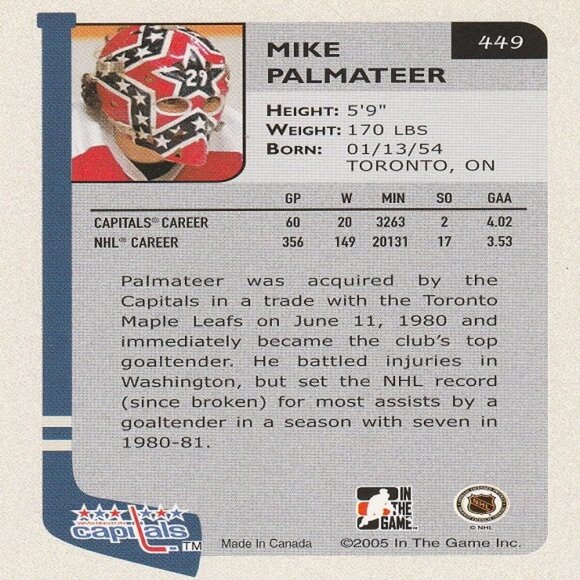 449
MIKE
PALMATEER
29
HEIGHT: 5'9"
WEIGHT: 170 LBS
BORN: 01/13/54
TORONTO, ON
GP W MIN SO GAA
CAPITALS® CAREER 60 20 3263 2 4.02
NHL® CAREER 356 149 20131 17 3.53
Palmateer was acquired by the
Capitals in a trade with the Toronto
Maple Leafs on June 11, 1980 and
immediately became the club's top
goaltender. He battled injuries in
Washington, but set the NHL record
(since broken) for most assists by a
goaltender in a season with seven in
1980-81.
WASHINGTON
capitals TM
Made In Canada
IN
THE
GAME
©2005 In The Game Inc.
NHL
© NHL